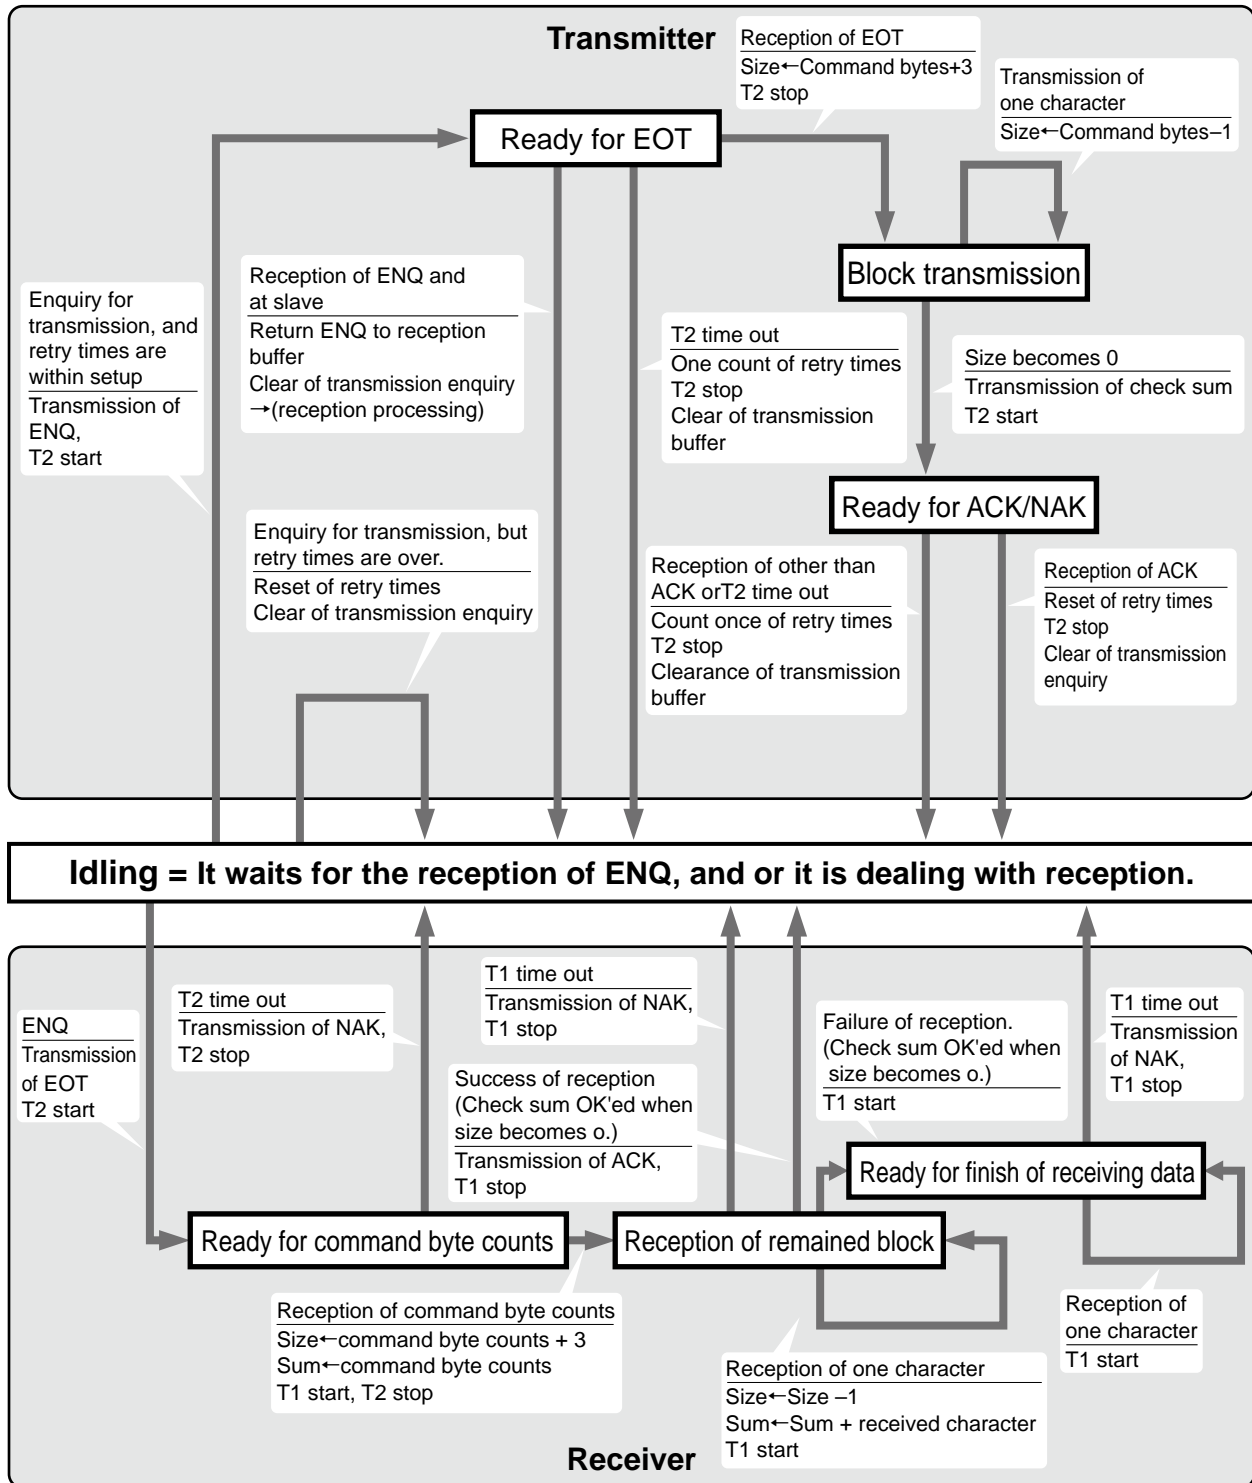 Transmitter
Reception of EOT
Size←Command bytes+3
T2 stop
Transmission of
one character
Size←Command bytes–1
Ready for EOT
Block transmission
Enquiry for
transmission, and
retry times are
within setup
Transmission of
ENQ,
T2 start
Reception of ENQ and
at slave
Return ENQ to reception
buffer
Clear of transmission enquiry
→(reception processing)
T2 time out
One count of retry times
T2 stop
Clear of transmission
buffer
Size becomes 0
Trransmission of check sum
T2 start
Ready for ACK/NAK
Enquiry for transmission, but
retry times are over.
Reset of retry times
Clear of transmission enquiry
Reception of other than
ACK orT2 time out
Count once of retry times
T2 stop
Clearance of transmission
buffer
Reception of ACK
Reset of retry times
T2 stop
Clear of transmission
enquiry
Idling = It waits for the reception of ENQ, and or it is dealing with reception.
ENQ
Transmission
of EOT
T2 start
T2 time out
Transmission of NAK,
T2 stop
T1 time out
Transmission of NAK,
T1 stop
Success of reception
(Check sum OK'ed when
size becomes o.)
Transmission of ACK,
T1 stop
Failure of reception.
(Check sum OK'ed when
size becomes o.)
T1 start
T1 time out
Transmission
of NAK,
T1 stop
Ready for finish of receiving data
Ready for command byte counts
Reception of remained block
Reception of command byte counts
Size←command byte counts + 3
Sum←command byte counts
T1 start, T2 stop
Reception of one character
Size←Size –1
Sum←Sum + received character
T1 start
Reception of
one character
T1 start
Receiver